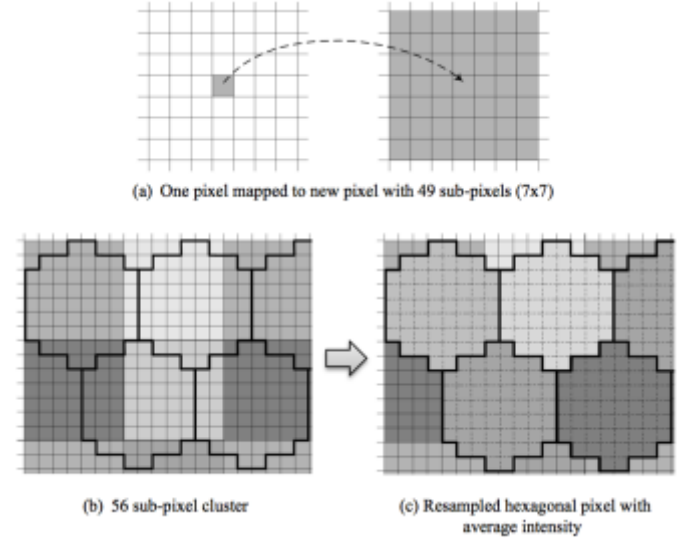 (a) One pixel mapped to new pixel with 49 sub-pixels (7x7)
(b) 56 sub-pixel cluster
(c) Resampled hexagonal pixel with
average intensity